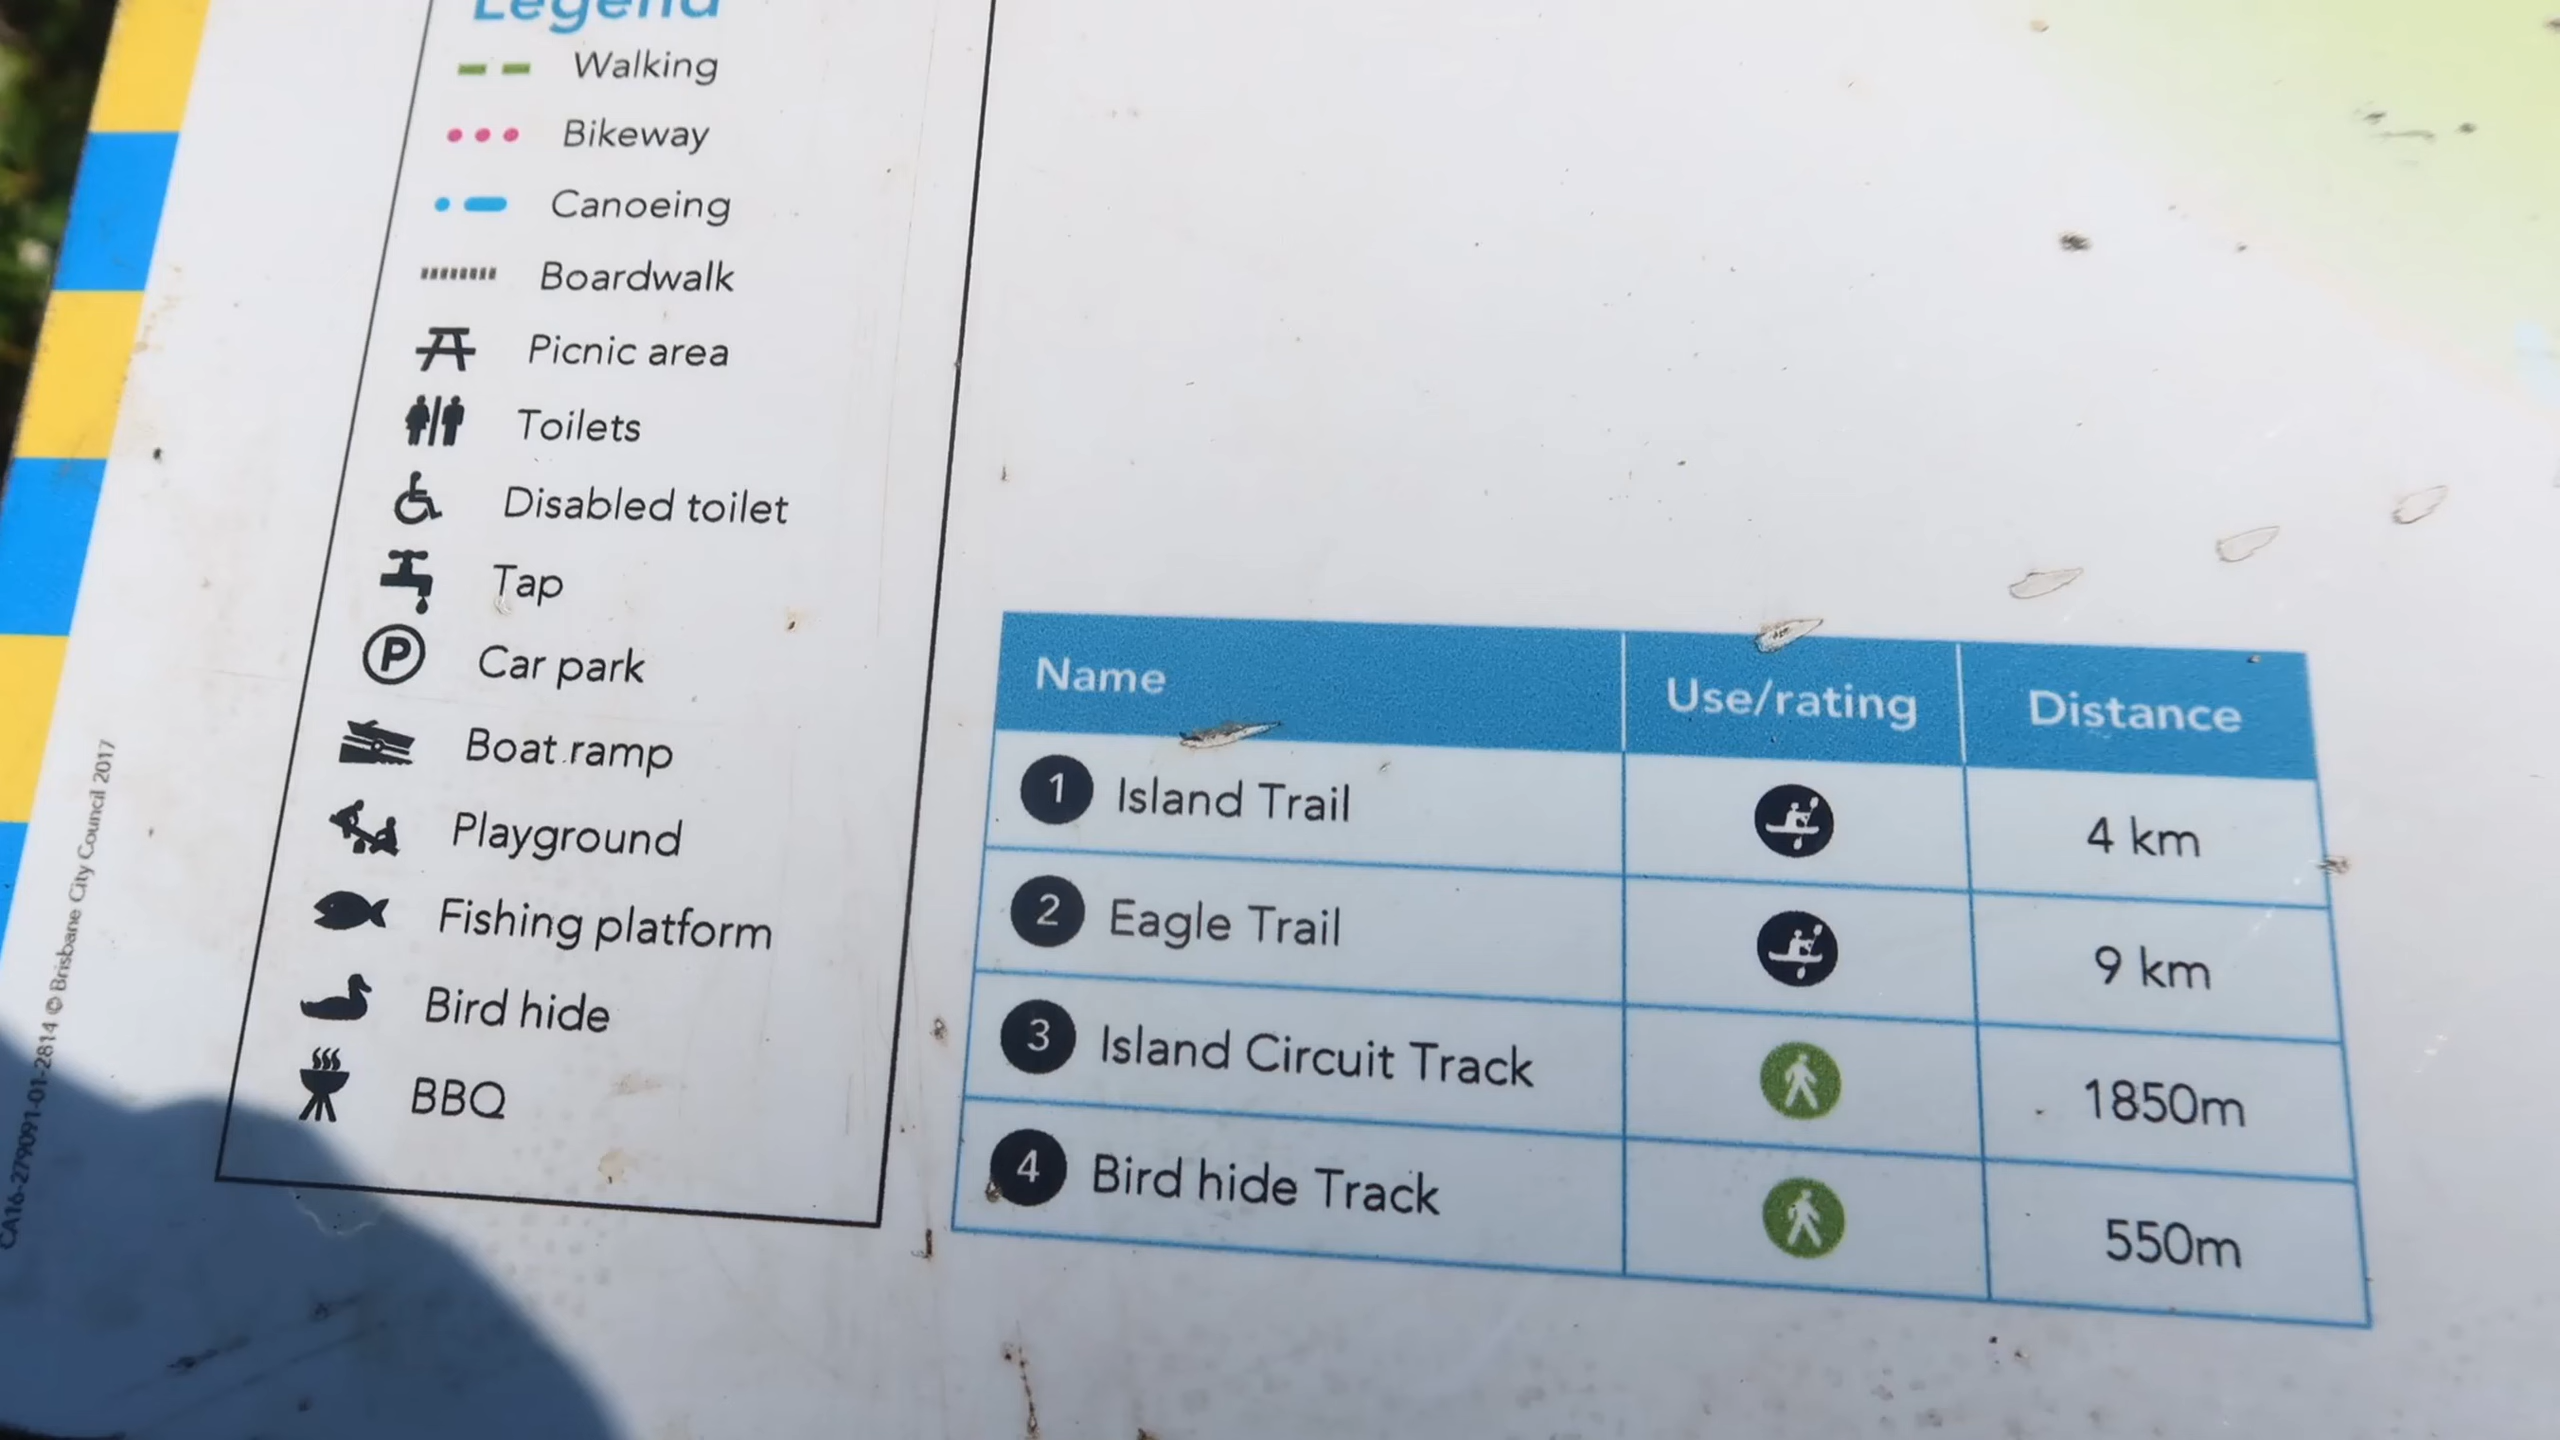 Legend
Walking
Bikeway
Canoeing
Boardwalk
Picnic area
Toilets
Disabled toilet
Tap
P Car park
Boat ramp
Playground
Fishing platform
Bird hide
BBQ
CA16-279091-01-2814 © Brisbane City Council 2017
Name Use/rating Distance
1 Island Trail 4 km
2 Eagle Trail 9 km
3 Island Circuit Track 1850m
4 Bird hide Track 550m